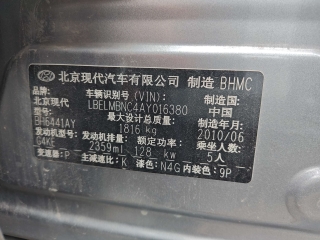 北京现代汽车有限公司 制造 BHMC
品牌: 北京现代 车辆识别号(VIN): 制造国:
LBELMBNC4AY016380 中国
型号: 最大设计总质量: 制造年月:
BH6441AY 1816 kg 2010/06
发动机型号: 发动机排量: 额定功率: 乘坐人数:
G4KE 2359ml 128 kw 5人
变速器: P 主减速比: K 漆色: N4G 内装色: 9P